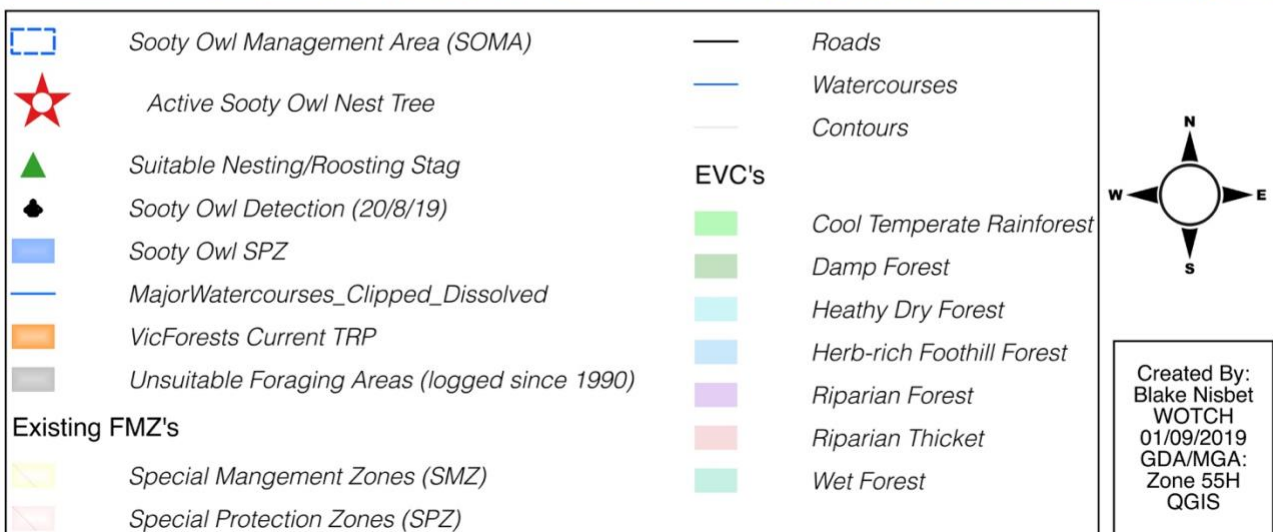 Sooty Owl Management Area (SOMA)
Active Sooty Owl Nest Tree
Suitable Nesting/Roosting Stag
Sooty Owl Detection (20/8/19)
Sooty Owl SPZ
MajorWatercourses_Clipped_Dissolved
VicForests Current TRP
Unsuitable Foraging Areas (logged since 1990)
Existing FMZ's
Special Mangement Zones (SMZ)
Special Protection Zones (SPZ)
Roads
Watercourses
Contours
EVC's
Cool Temperate Rainforest
Damp Forest
Heathy Dry Forest
Herb-rich Foothill Forest
Riparian Forest
Riparian Thicket
Wet Forest
N
W E
S
Created By:
Blake Nisbet
WOTCH
01/09/2019
GDA/MGA:
Zone 55H
QGIS